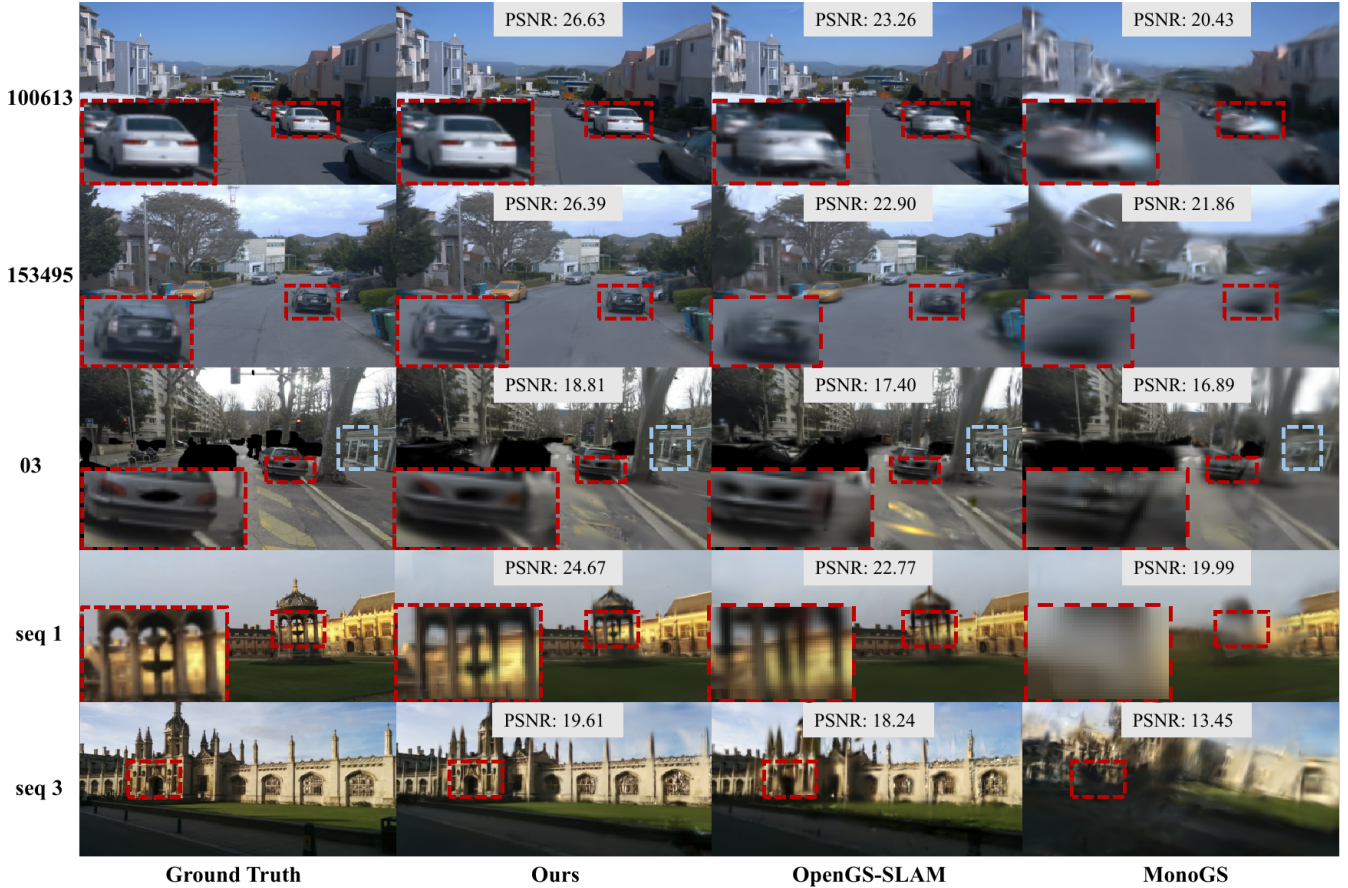 PSNR: 26.63
PSNR: 23.26
PSNR: 20.43
100613
PSNR: 26.39
PSNR: 22.90
PSNR: 21.86
153495
PSNR: 18.81
PSNR: 17.40
PSNR: 16.89
03
PSNR: 24.67
PSNR: 22.77
PSNR: 19.99
seq 1
PSNR: 19.61
PSNR: 18.24
PSNR: 13.45
seq 3
Ground Truth
Ours
OpenGS-SLAM
MonoGS